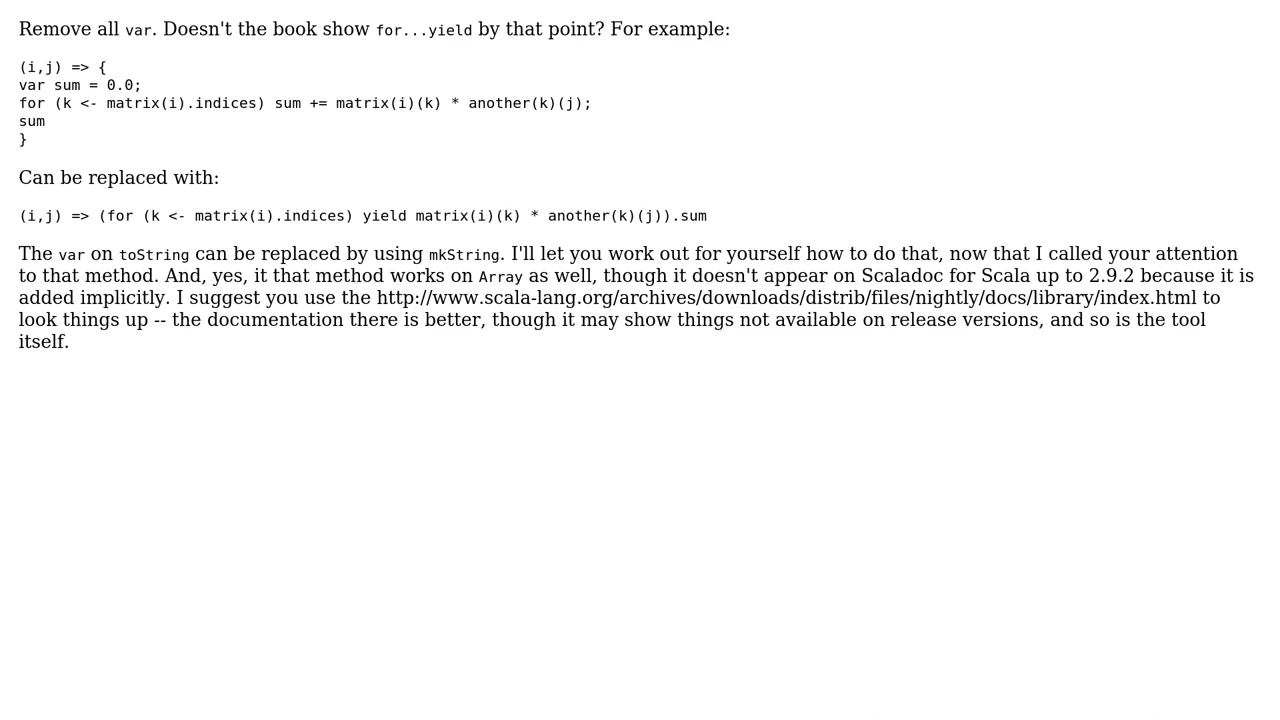 Remove all var. Doesn't the book show for...yield by that point? For example:
(i,j) => {
var sum = 0.0;
for (k <- matrix(i).indices) sum += matrix(i)(k) * another(k)(j);
sum
}
Can be replaced with:
(i,j) => (for (k <- matrix(i).indices) yield matrix(i)(k) * another(k)(j)).sum
The var on toString can be replaced by using mkString. I'll let you work out for yourself how to do that, now that I called your attention
to that method. And, yes, it that method works on Array as well, though it doesn't appear on Scaladoc for Scala up to 2.9.2 because it is
added implicitly. I suggest you use the http://www.scala-lang.org/archives/downloads/distrib/files/nightly/docs/library/index.html to
look things up -- the documentation there is better, though it may show things not available on release versions, and so is the tool
itself.